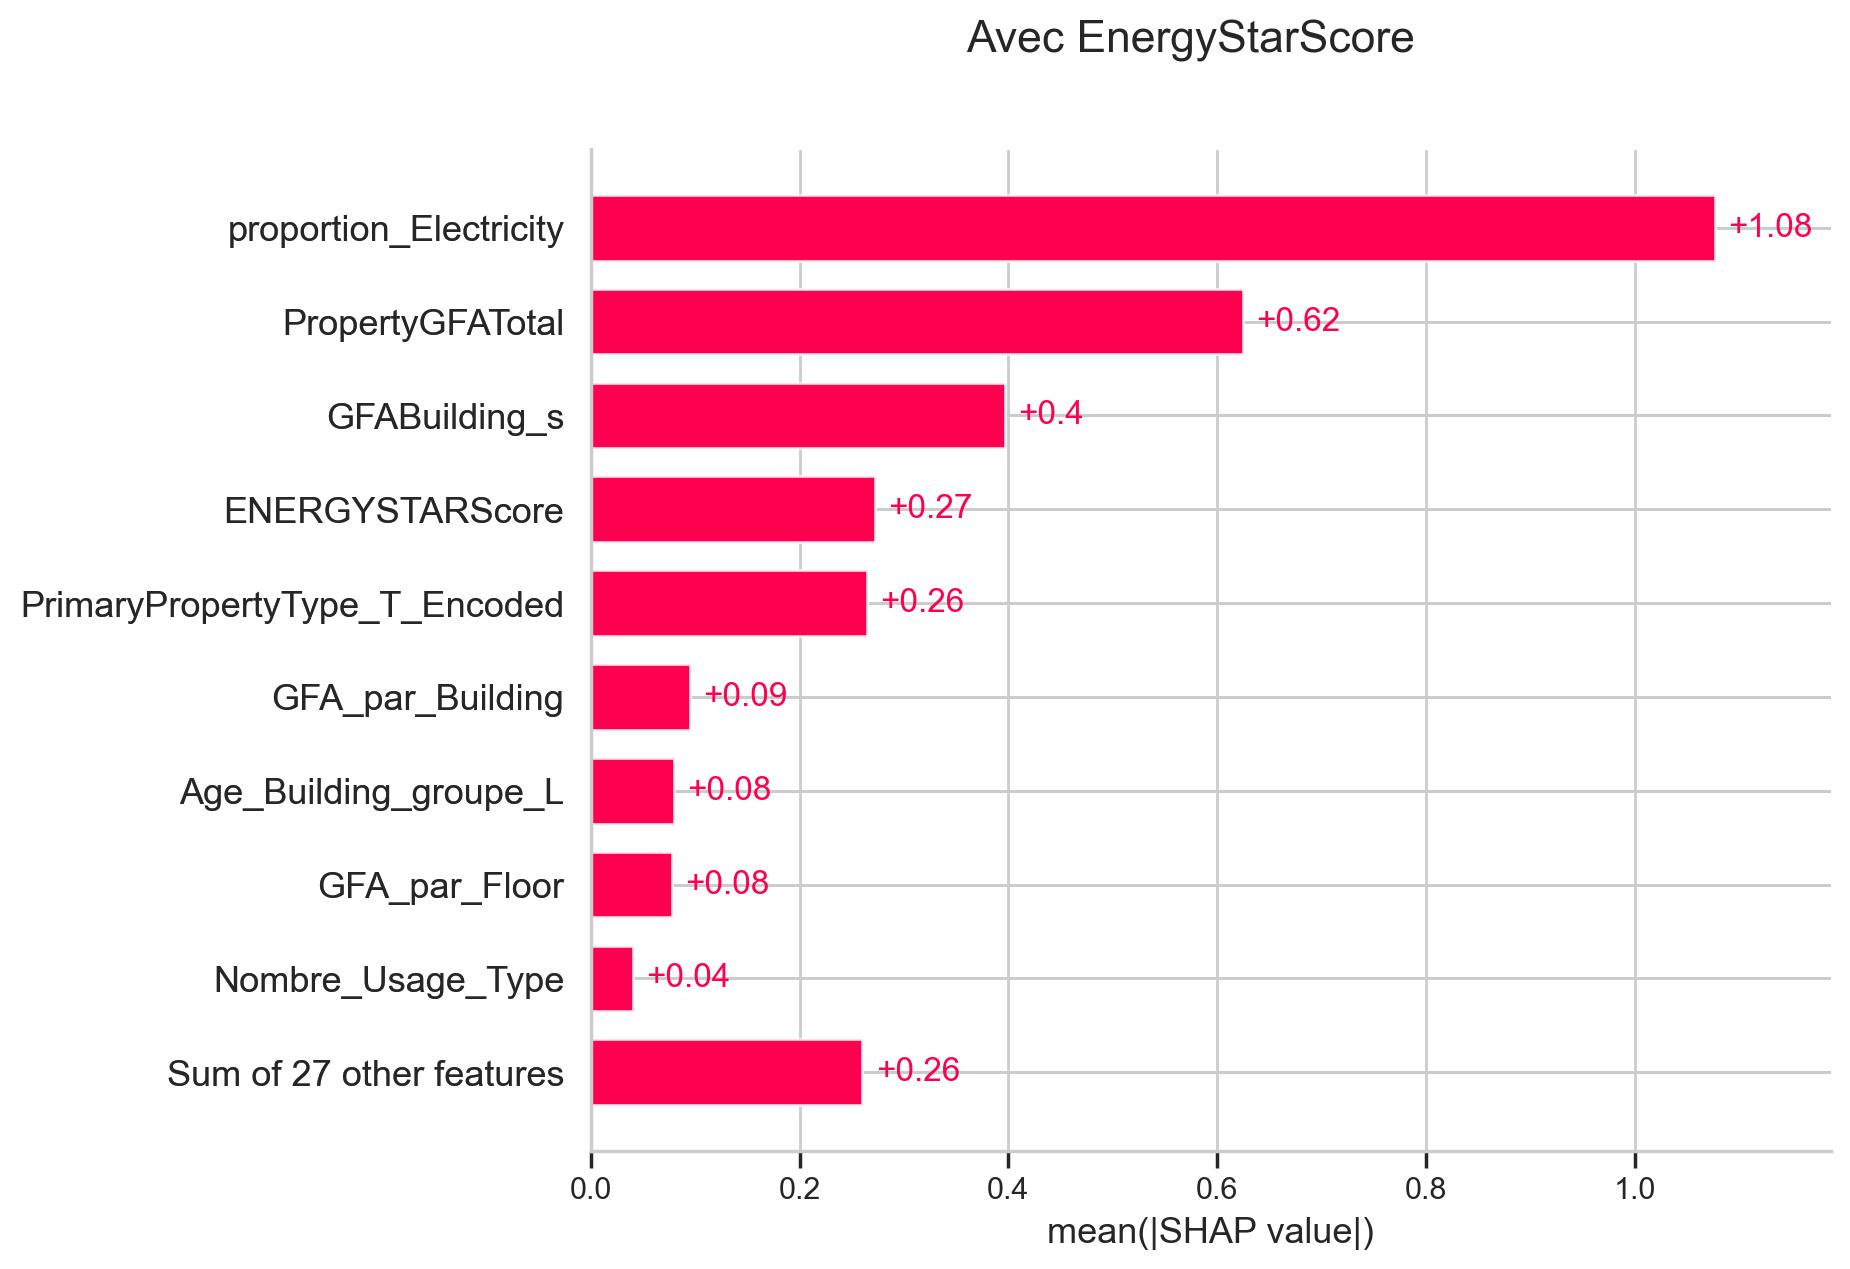 Avec EnergyStarScore
proportion_Electricity +1.08
PropertyGFATotal +0.62
GFABuilding_s +0.4
ENERGYSTARScore +0.27
PrimaryPropertyType_T_Encoded +0.26
GFA_par_Building +0.09
Age_Building_groupe_L +0.08
GFA_par_Floor +0.08
Nombre_Usage_Type +0.04
Sum of 27 other features +0.26
0.0 0.2 0.4 0.6 0.8 1.0
mean(|SHAP value|)